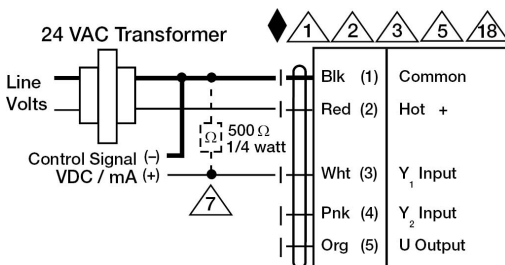 24 VAC Transformer
1 2 3 5 18
Line
Volts
Blk (1) Common
Red (2) Hot +
Ω 500 Ω
1/4 watt
Control Signal (–)
VDC / mA (+)
Wht (3) Y₁ Input
7
Pnk (4) Y₂ Input
Org (5) U Output